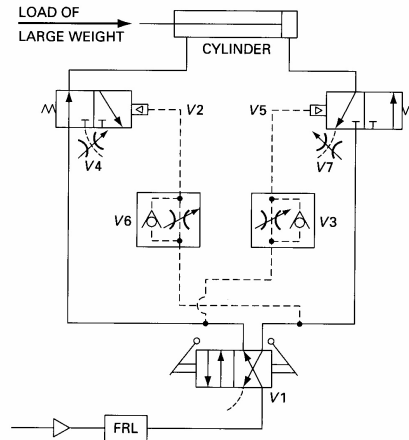 LOAD OF
LARGE WEIGHT
CYLINDER
V2
V5
V4
V7
V6
V3
V1
FRL